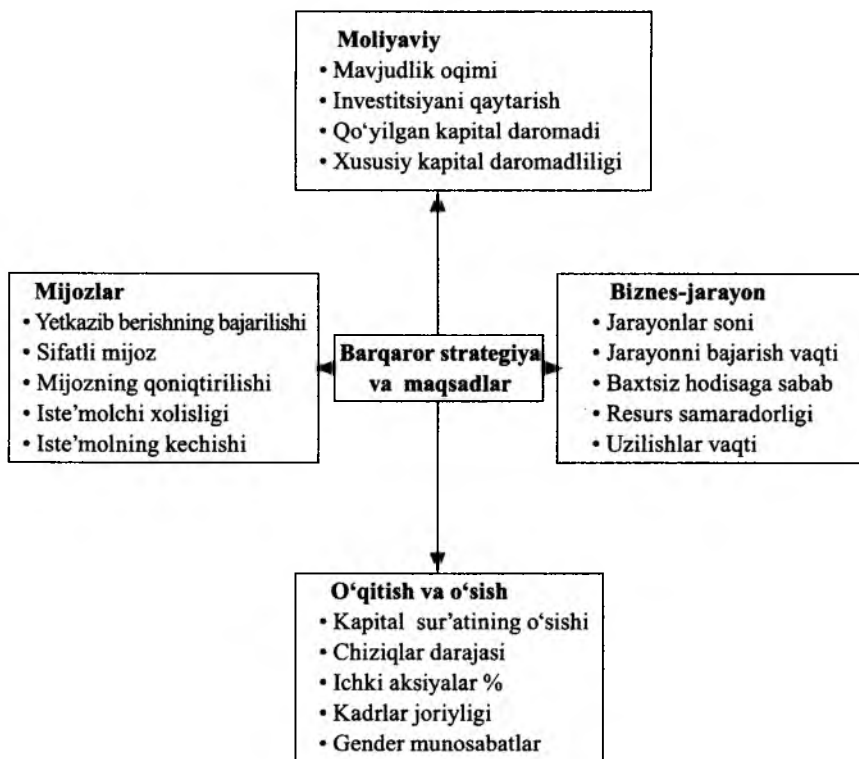 Moliyaviy
• Mavjudlik oqimi
• Investitsiyani qaytarish
• Qo‘yilgan kapital daromadi
• Xususiy kapital daromadliligi
Mijozlar
• Yetkazib berishning bajarilishi
• Sifatli mijoz
• Mijozning qoniqtirilishi
• Iste’molchi xolisligi
• Iste’molning kechishi
Barqaror strategiya
va maqsadlar
Biznes-jarayon
• Jarayonlar soni
• Jarayonni bajarish vaqti
• Baxtsiz hodisaga sabab
• Resurs samaradorligi
• Uzilishlar vaqti
O‘qitish va o‘sish
• Kapital sur’atining o‘sishi
• Chiziqlar darajasi
• Ichki aksiyalar %
• Kadrlar joriyligi
• Gender munosabatlar